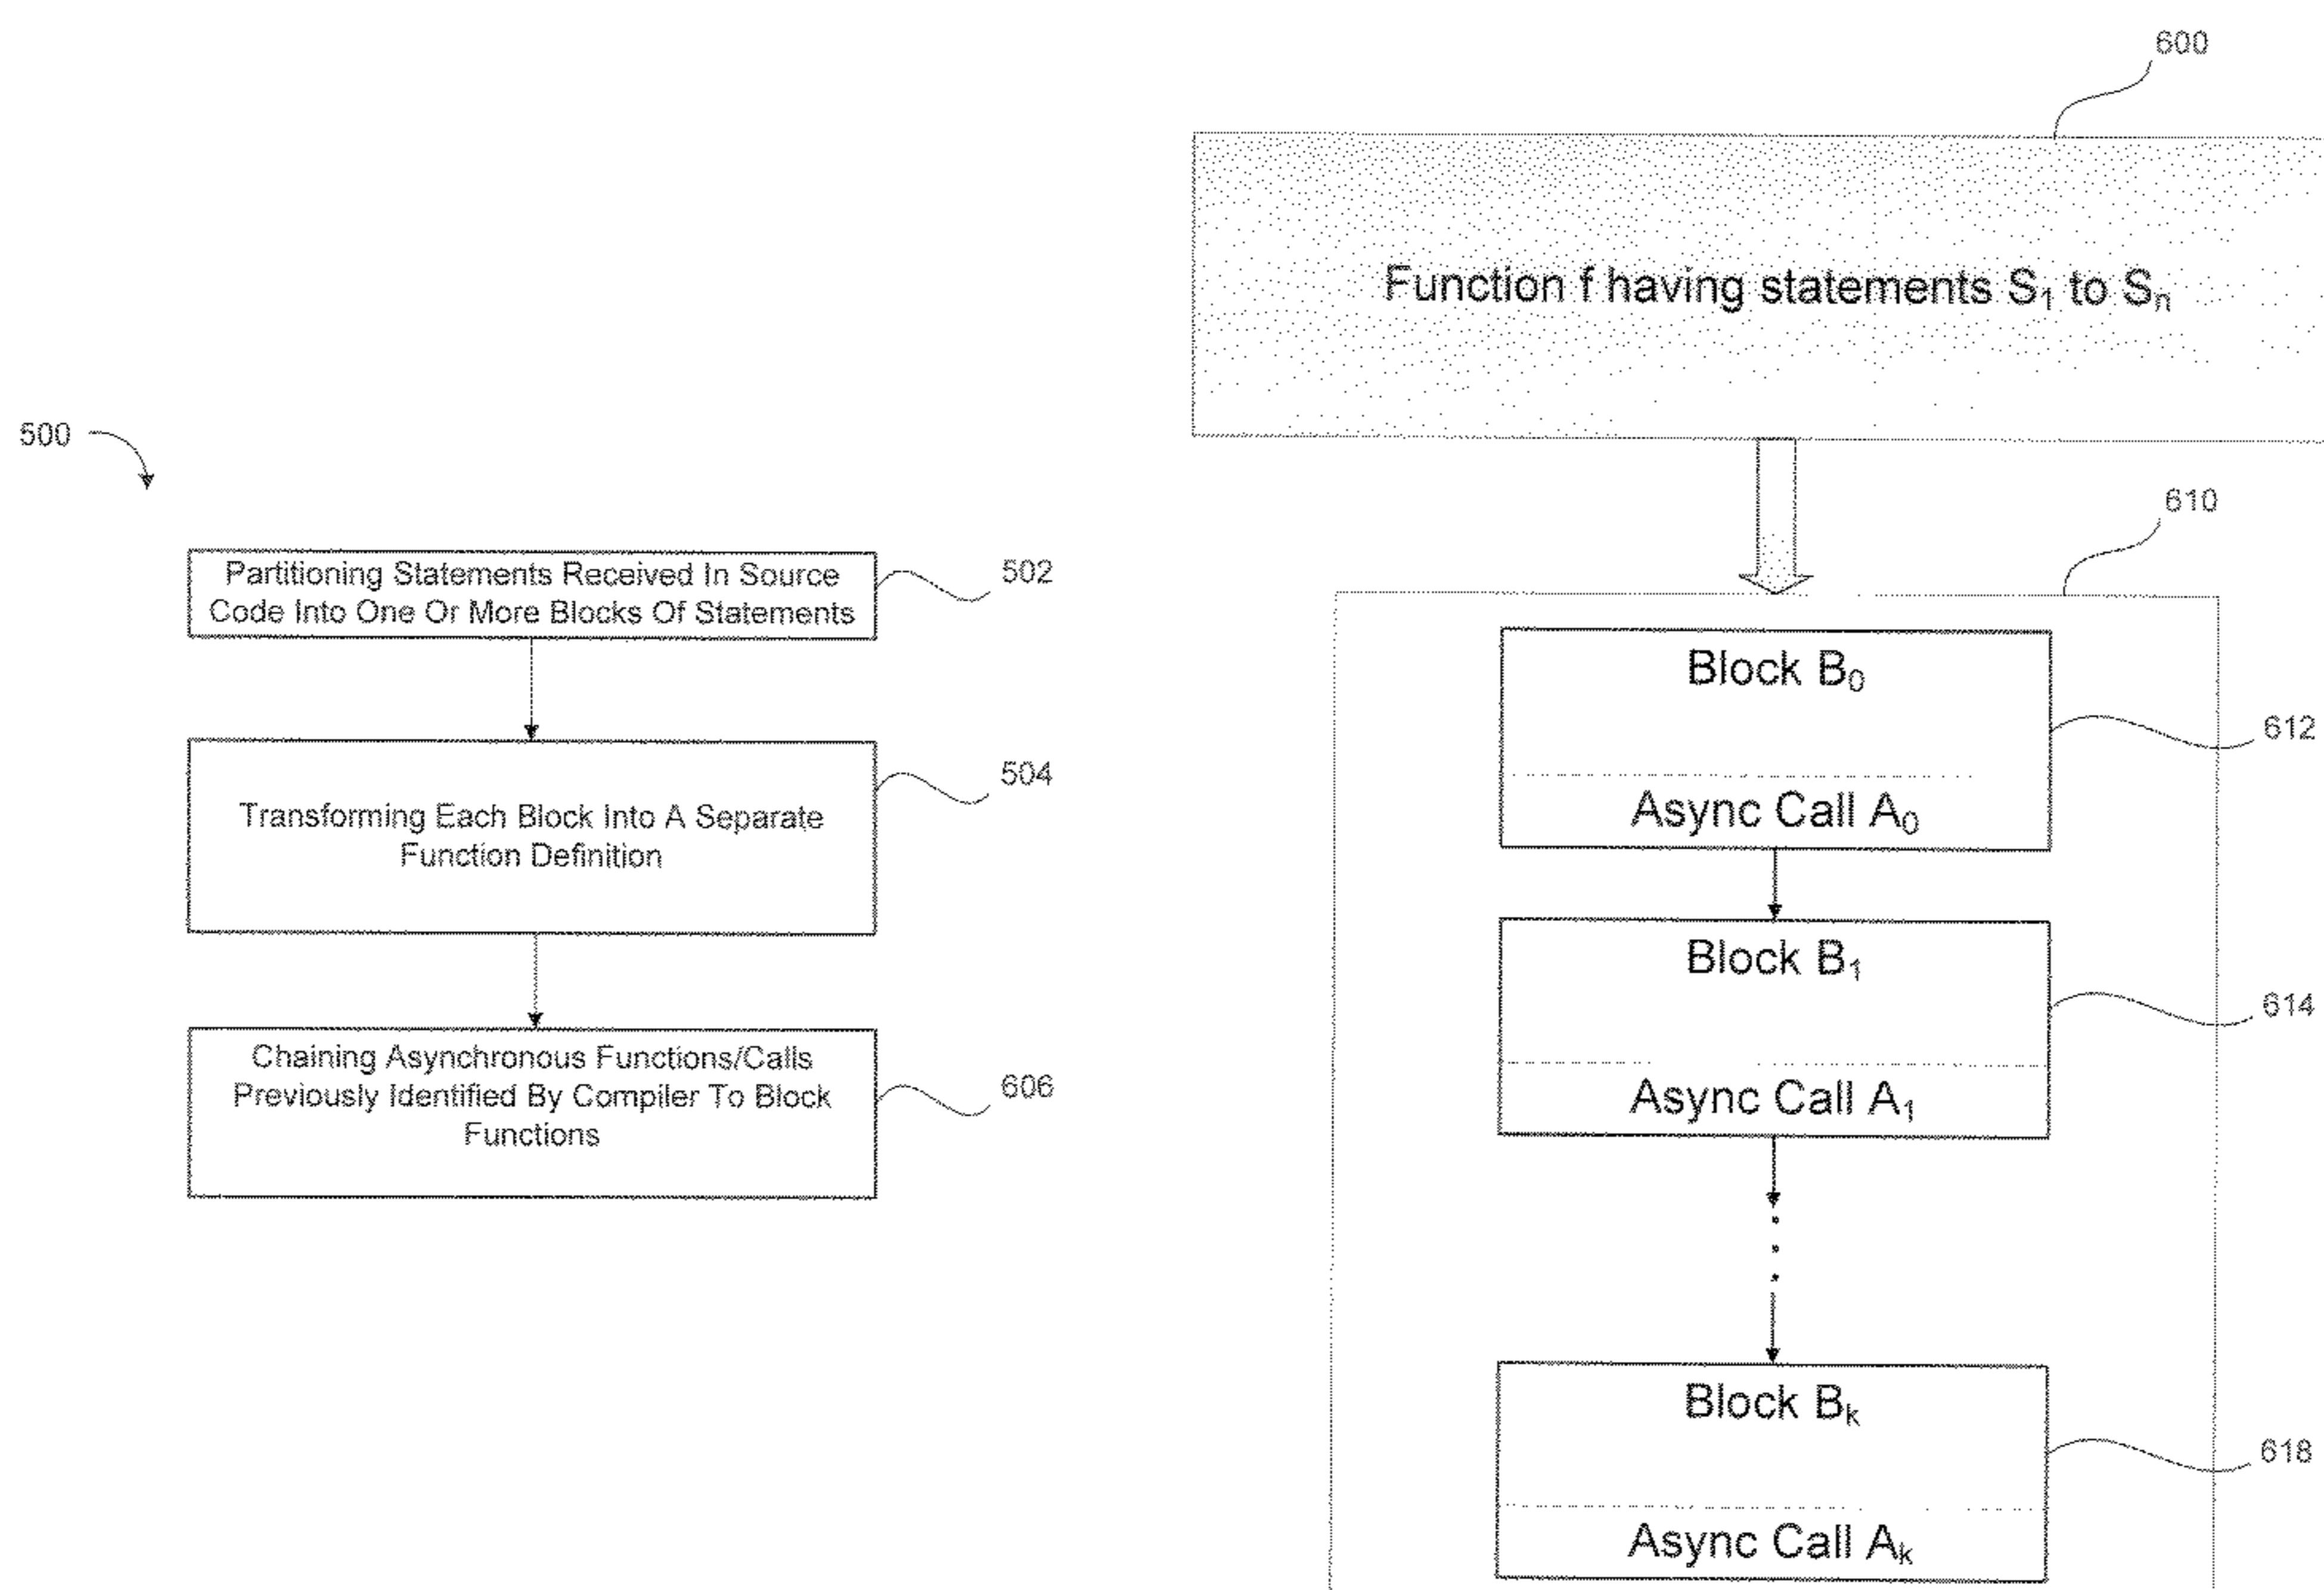 500
Partitioning Statements Received In Source
Code Into One Or More Blocks Of Statements
502
Transforming Each Block Into A Separate
Function Definition
504
Chaining Asynchronous Functions/Calls
Previously Identified By Compiler To Block
Functions
606
600
Function f having statements S₁ to Sₙ
610
Block B₀
Async Call A₀
612
Block B₁
Async Call A₁
614
Block Bₖ
Async Call Aₖ
618